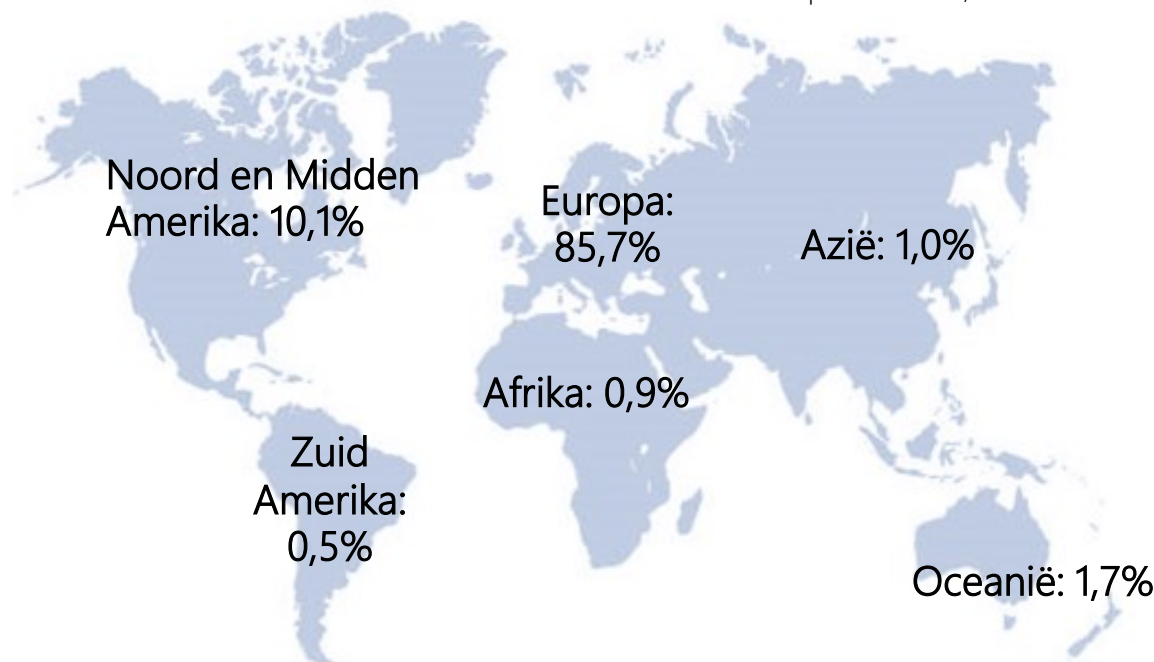 Noord en Midden
Amerika: 10,1%
Europa:
85,7%
Azië: 1,0%
Afrika: 0,9%
Zuid
Amerika:
0,5%
Oceanië: 1,7%